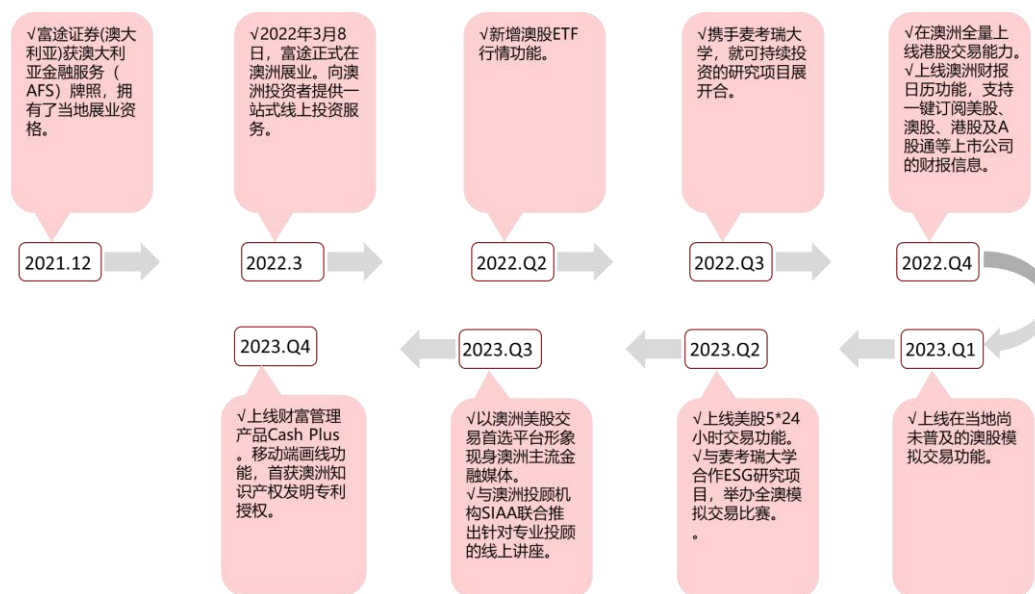 √富途证券(澳大
利亚)获澳大利
亚金融服务（
AFS）牌照，拥
有了当地展业资
格。
√2022年3月8
日，富途正式在
澳洲展业。向澳
洲投资者提供一
站式线上投资服
务。
√新增澳股ETF
行情功能。
√携手麦考瑞大
学，就可持续投
资的研究项目展
开合。
√在澳洲全量上
线港股交易能力。
√上线澳洲财报
日历功能，支持
一键订阅美股、
澳股、港股及A
股通等上市公司
的财报信息。
2021.12
2022.3
2022.Q2
2022.Q3
2022.Q4
2023.Q4
2023.Q3
2023.Q2
2023.Q1
√上线财富管理
产品Cash Plus
。移动端画线功
能，首获澳洲知
识产权发明专利
授权。
√以澳洲美股交
易首选平台形象
现身澳洲主流金
融媒体。
√与澳洲投顾机
构SIAA联合推
出针对专业投顾
的线上讲座。
√上线美股5*24
小时交易功能。
√与麦考瑞大学
合作ESG研究项
目，举办全澳模
拟交易比赛。
。
√上线在当地尚
未普及的澳股模
拟交易功能。